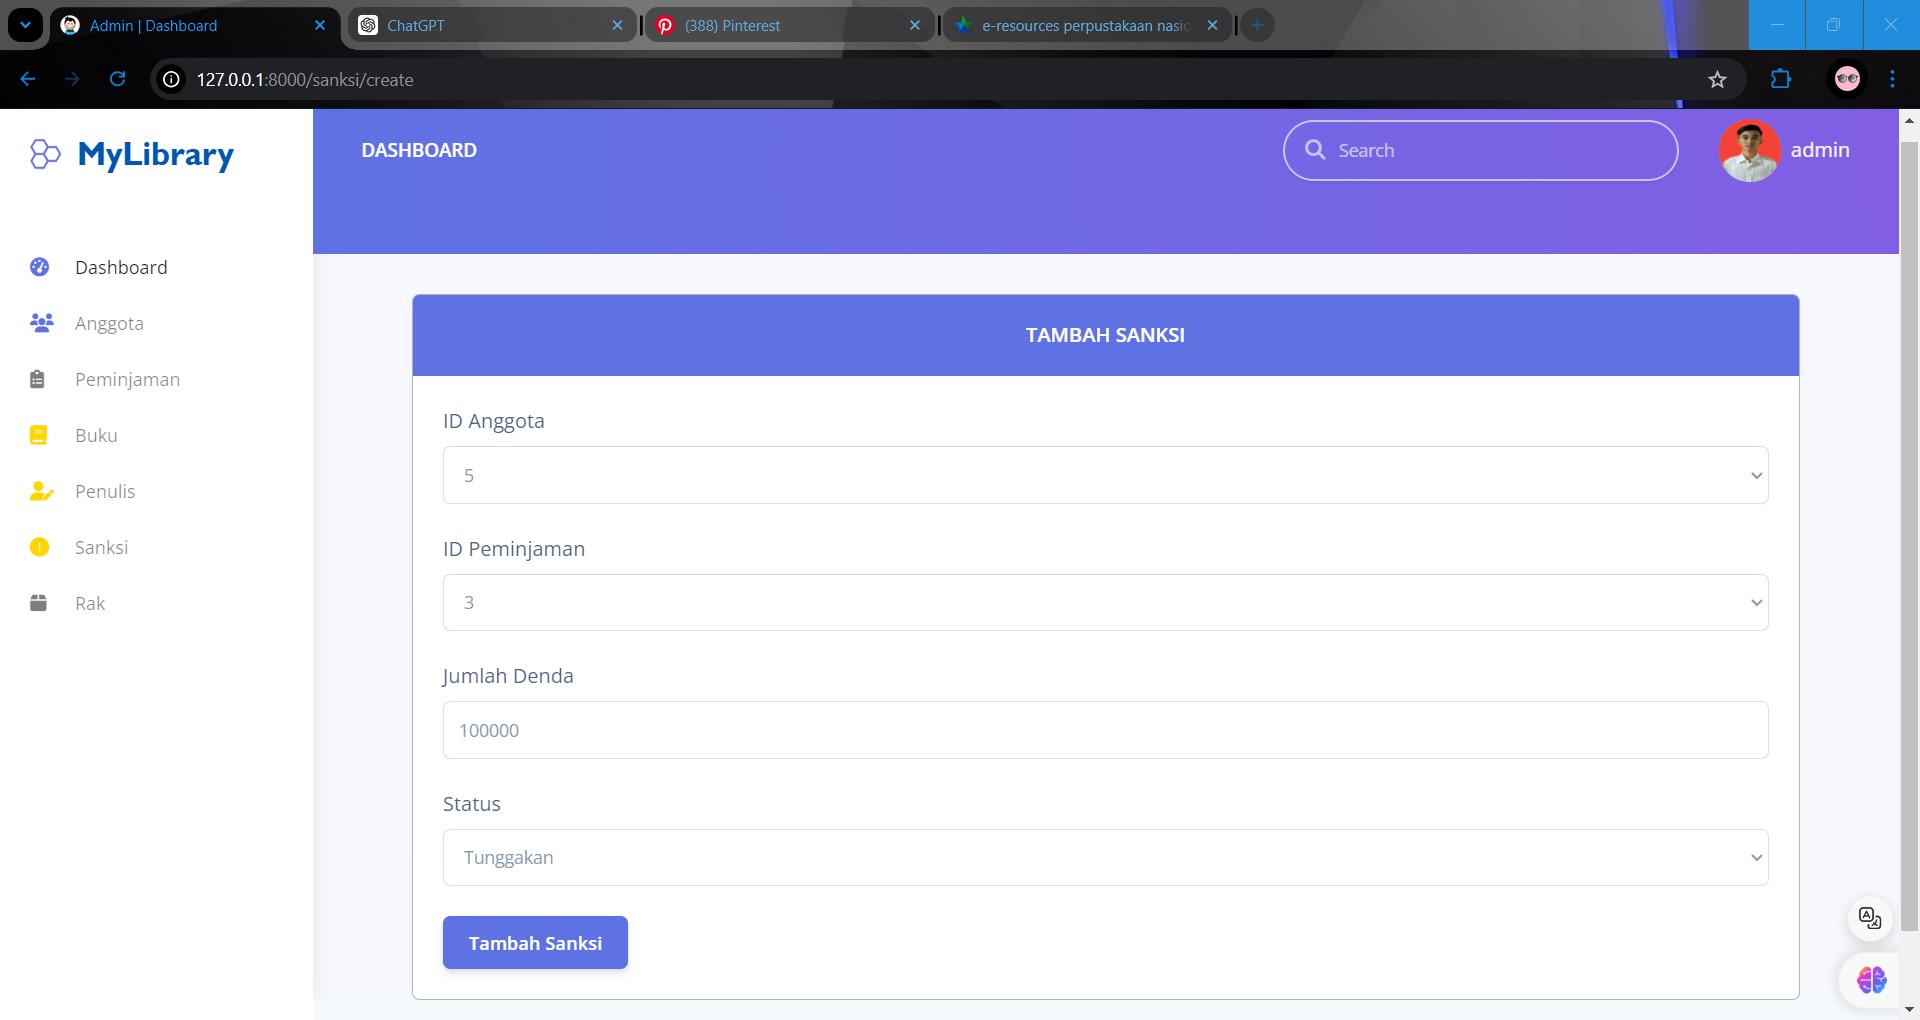 Admin | Dashboard
ChatGPT
(388) Pinterest
e-resources perpustakaan nasio
127.0.0.1:8000/sanksi/create
MyLibrary
DASHBOARD
Search
admin
Dashboard
Anggota
Peminjaman
Buku
Penulis
Sanksi
Rak
TAMBAH SANKSI
ID Anggota
5
ID Peminjaman
3
Jumlah Denda
100000
Status
Tunggakan
Tambah Sanksi